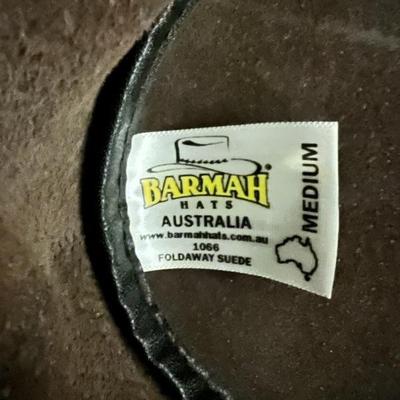 BARMAH®
HATS
AUSTRALIA
www.barmahhats.com.au
1066
FOLDAWAY SUEDE
MEDIUM